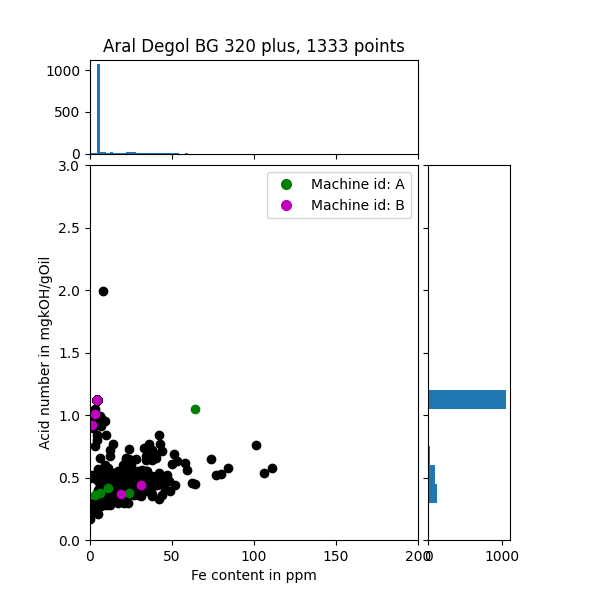 Aral Degol BG 320 plus, 1333 points
1000
500
0
3.0
2.5
2.0
1.5
1.0
0.5
0.0
Acid number in mgkOH/gOil
Machine id: A
Machine id: B
0 50 100 150 200
0 1000
Fe content in ppm